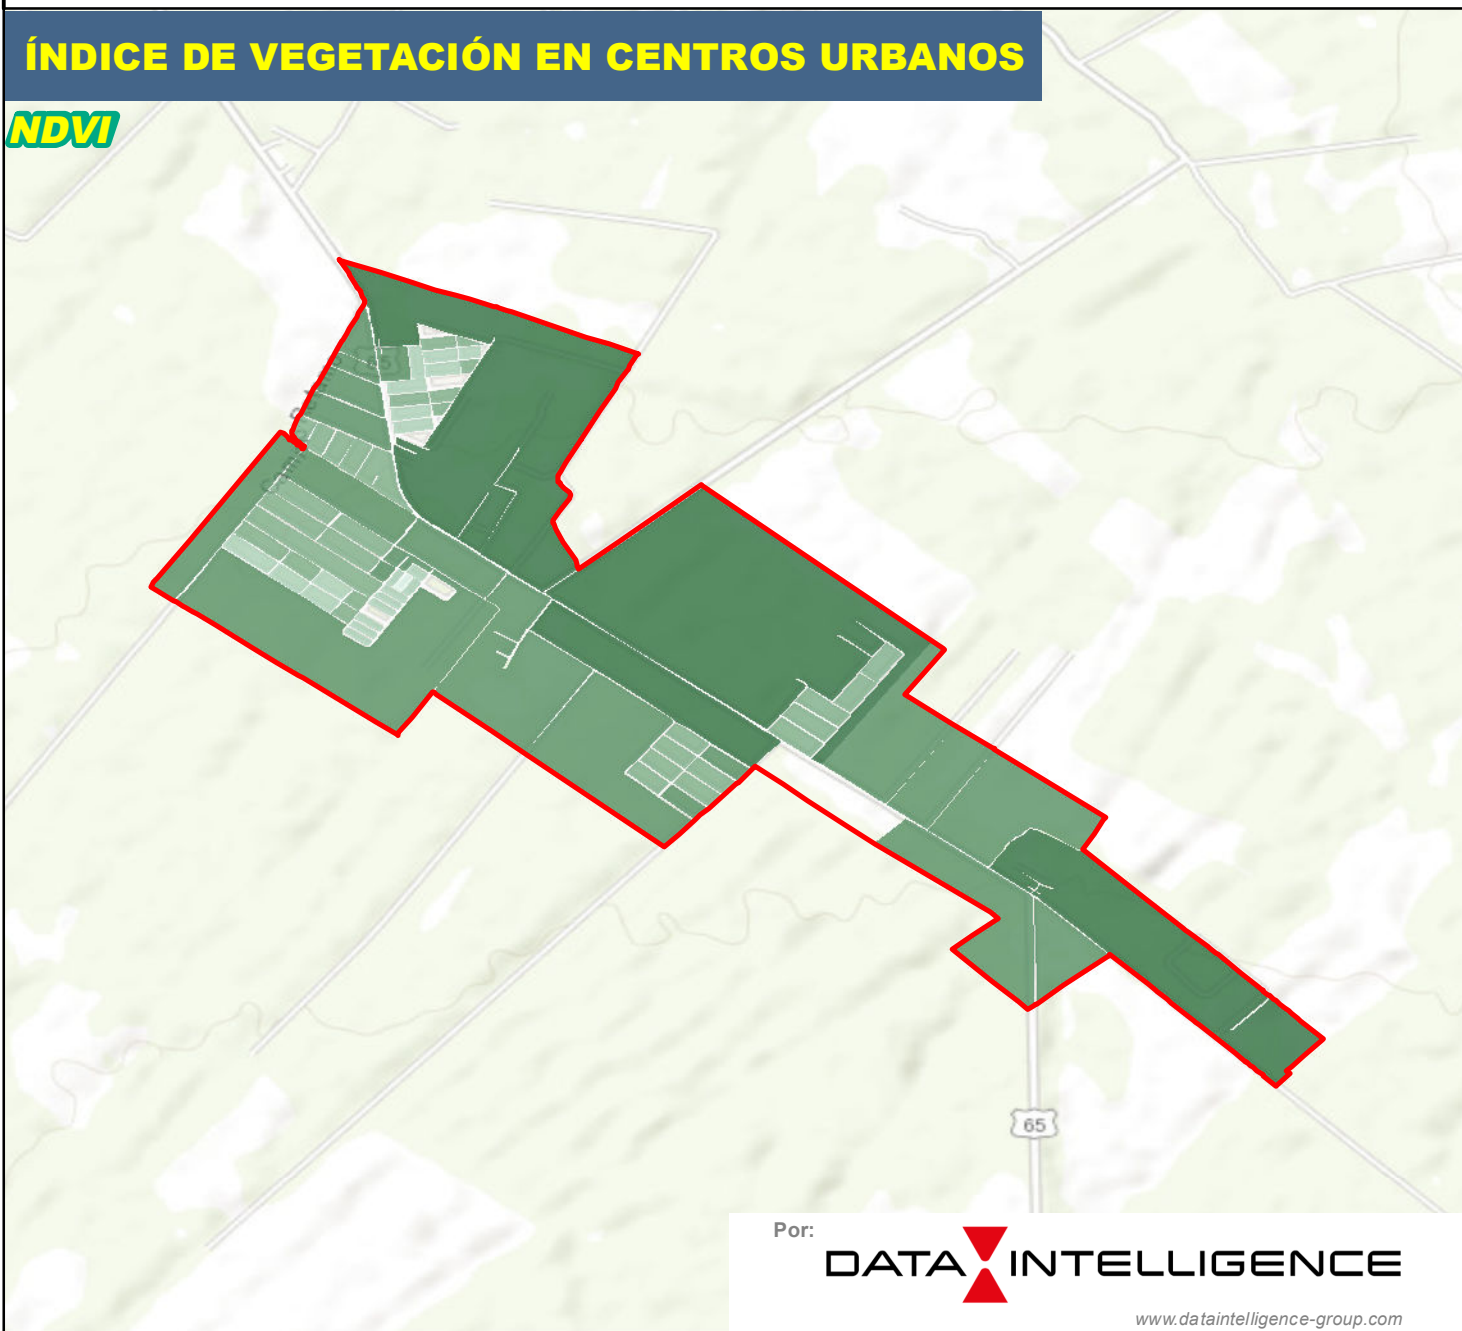 ÍNDICE DE VEGETACIÓN EN CENTROS URBANOS
NDVI
65
65
Por:
DATA INTELLIGENCE
www.dataintelligence-group.com